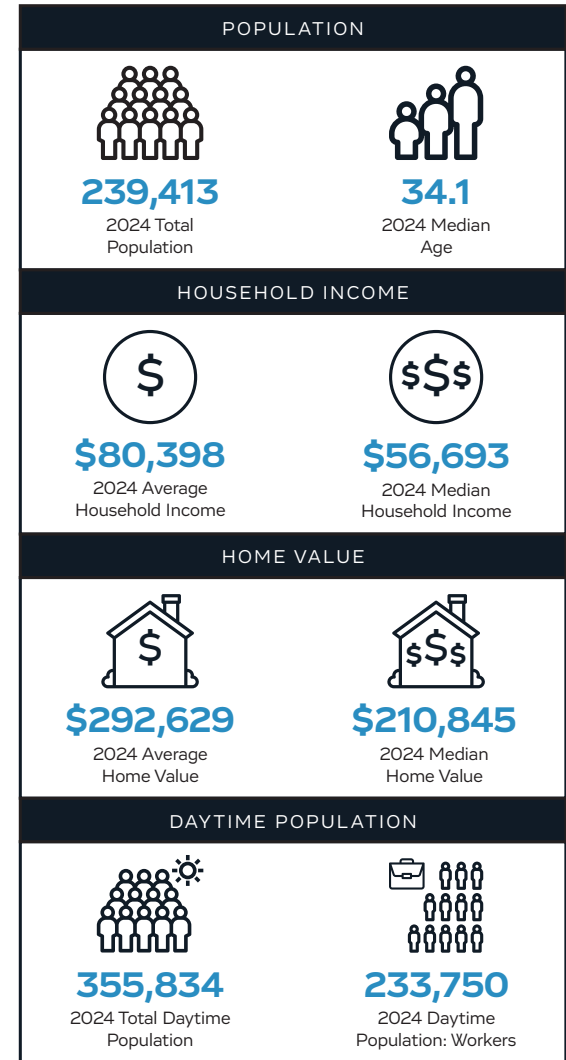 POPULATION
239,413
2024 Total
Population
34.1
2024 Median
Age
HOUSEHOLD INCOME
$
$80,398
2024 Average
Household Income
$$$
$56,693
2024 Median
Household Income
HOME VALUE
$
$292,629
2024 Average
Home Value
$$$
$210,845
2024 Median
Home Value
DAYTIME POPULATION
355,834
2024 Total Daytime
Population
233,750
2024 Daytime
Population: Workers